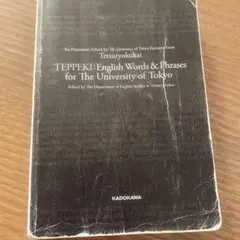 The Preparatory School for The University of Tokyo Entrance Exam
Tetsuryokukai
TEPPEKI: English Words & Phrases
for The University of Tokyo
Edited by The Department of English Studies at Tetsuryokukai
KADOKAWA